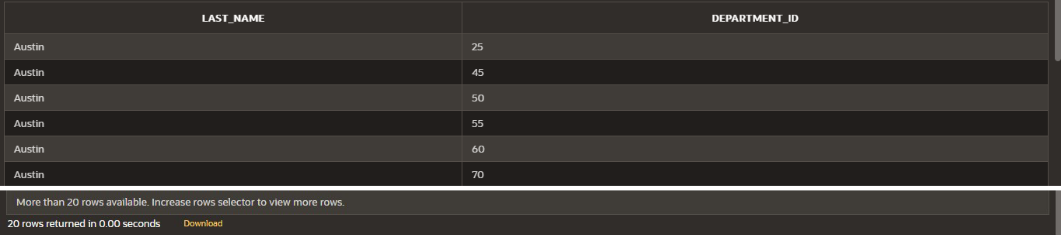 LAST_NAME DEPARTMENT_ID
Austin 25
Austin 45
Austin 50
Austin 55
Austin 60
Austin 70
More than 20 rows available. Increase rows selector to view more rows.
20 rows returned in 0.00 seconds Download